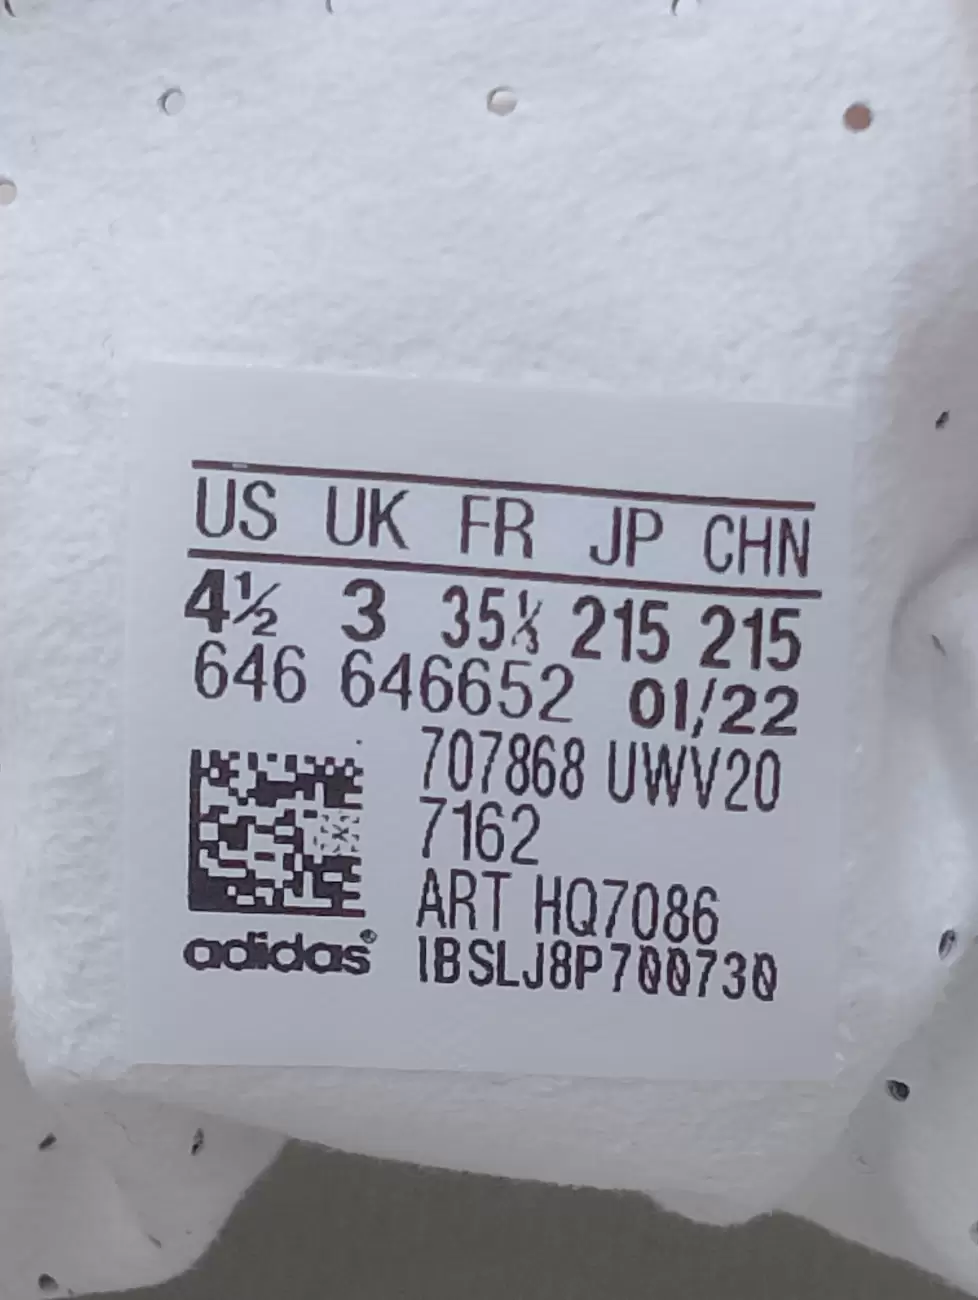 US UK FR JP CHN
4½ 3 35½ 215 215
646 646652 01/22
707868 UWV20
7162
ART HQ7086
adidas® IBSLJ8P700730